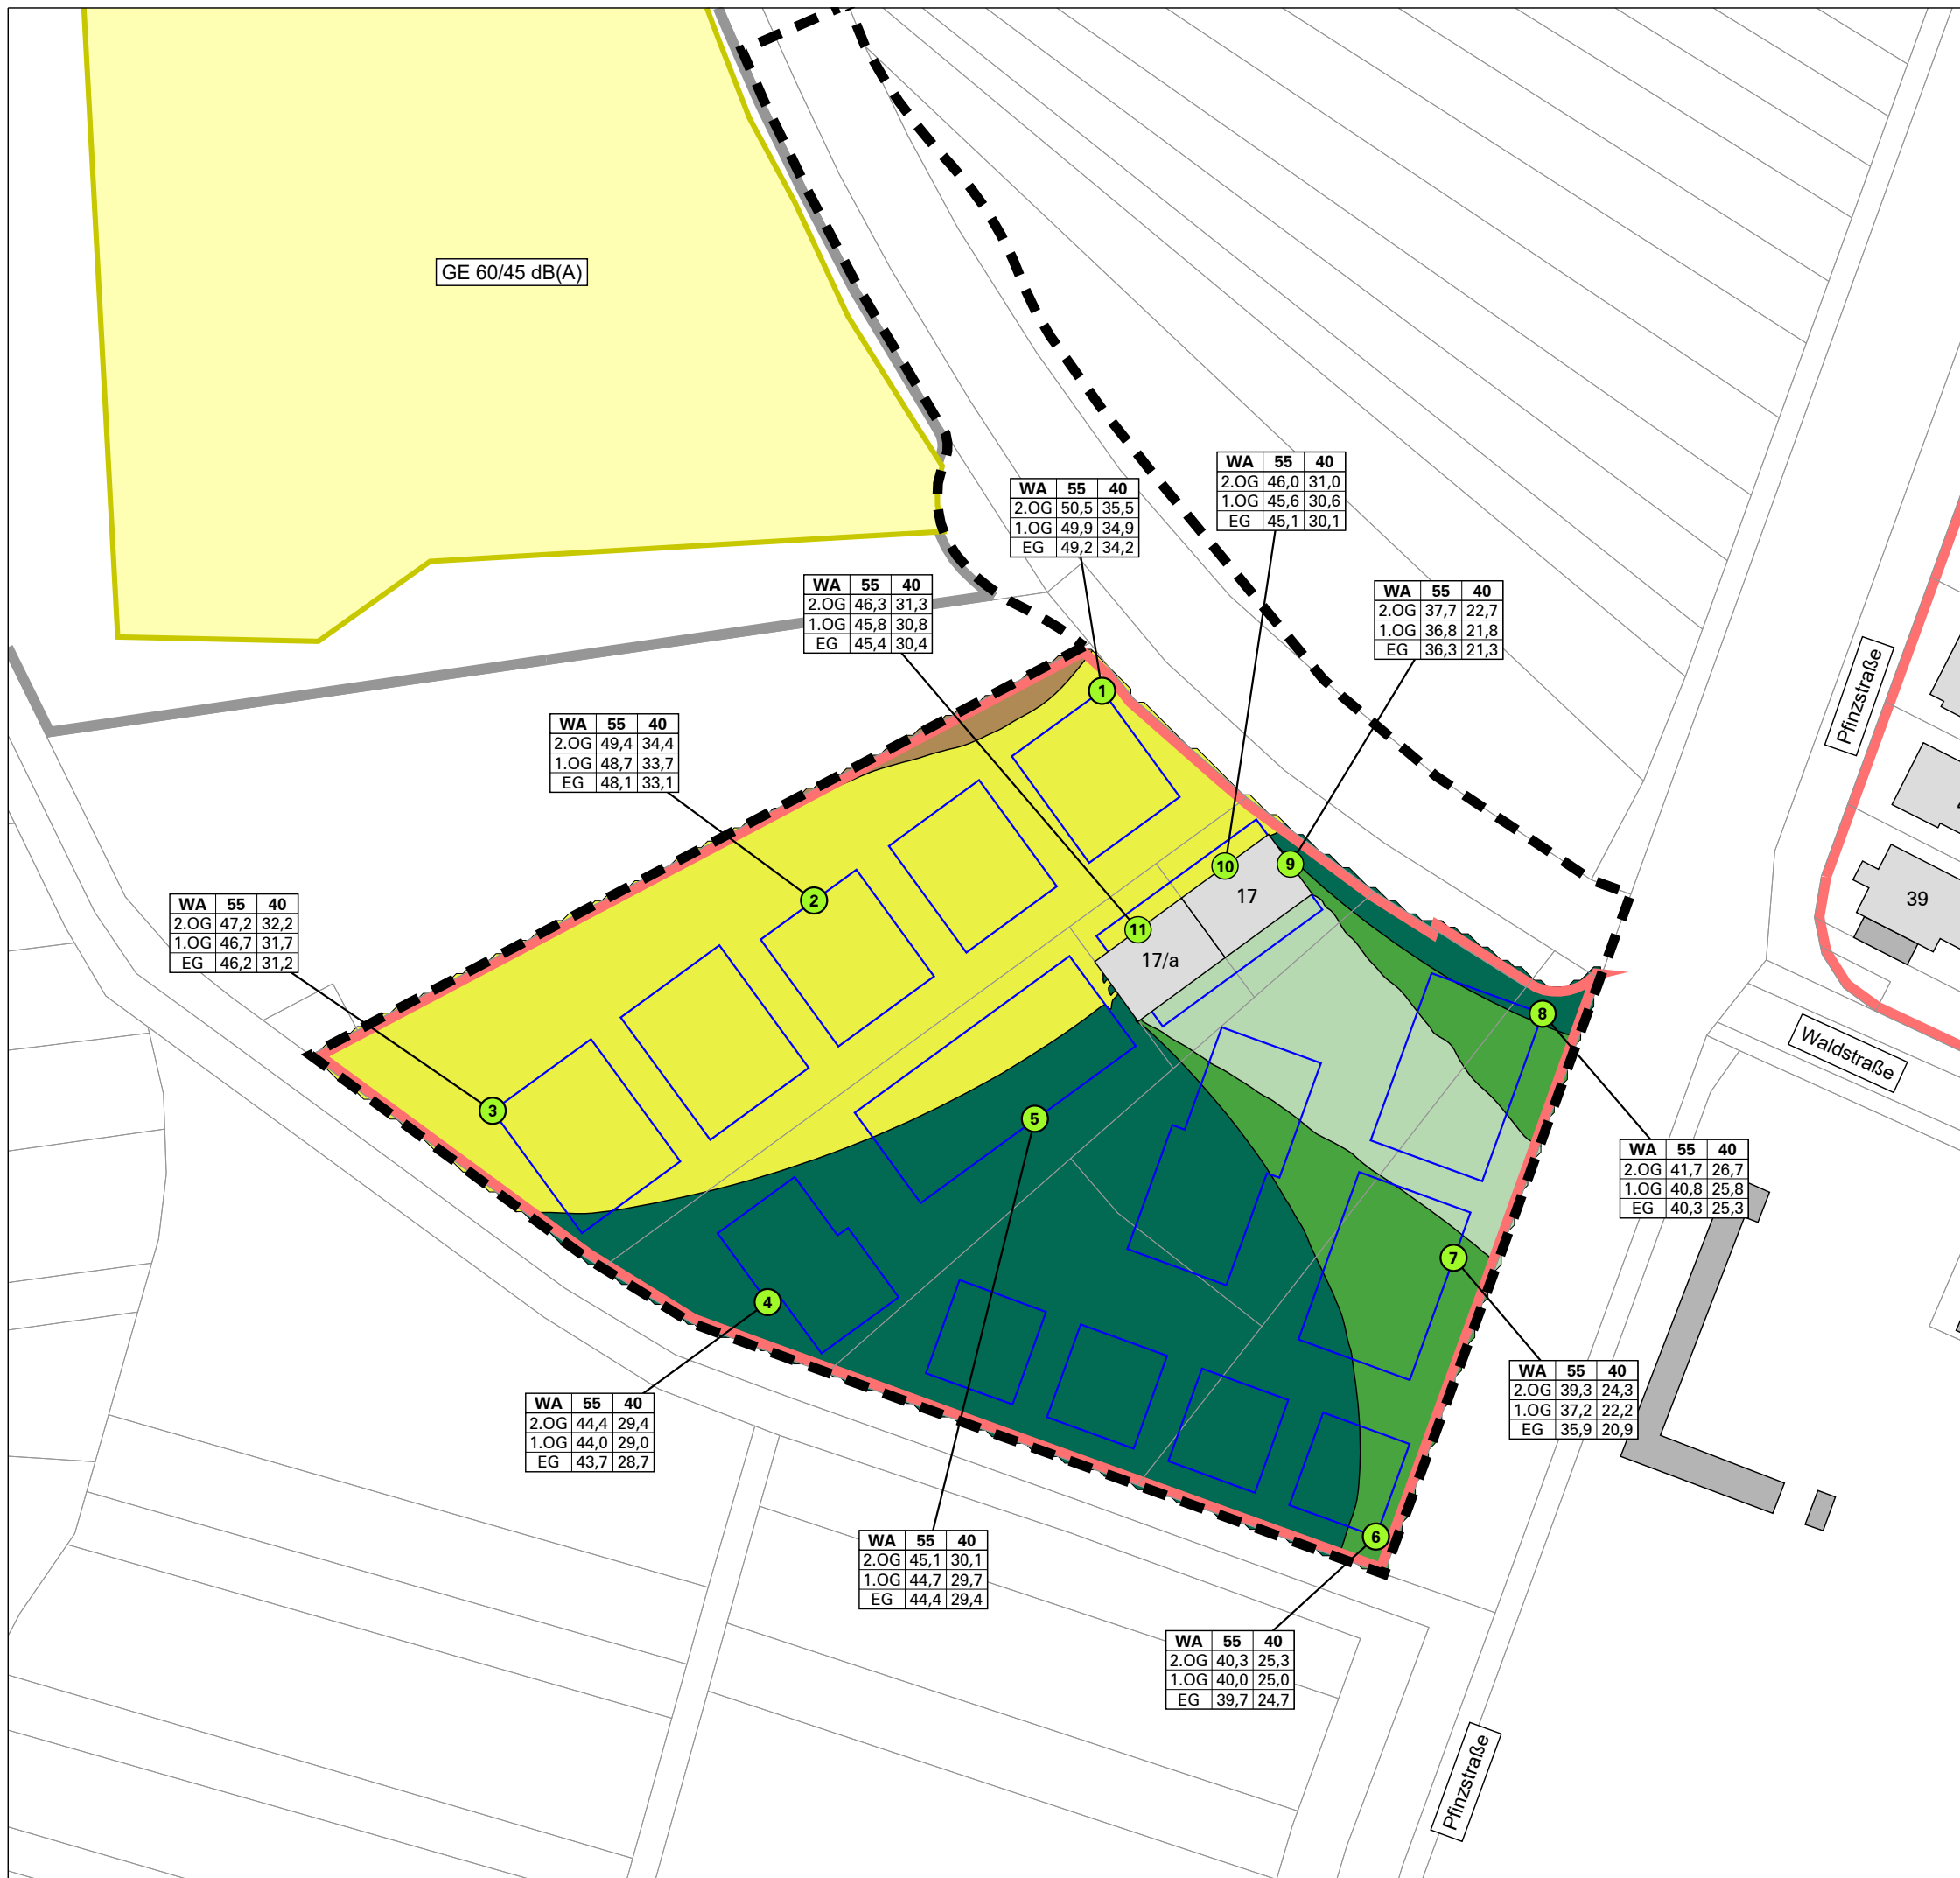 GE 60/45 dB(A)
WA 55 40
2.OG 46,0 31,0
1.OG 45,6 30,6
EG 45,1 30,1
WA 55 40
2.OG 50,5 35,5
1.OG 49,9 34,9
EG 49,2 34,2
WA 55 40
2.OG 46,3 31,3
1.OG 45,8 30,8
EG 45,4 30,4
WA 55 40
2.OG 37,7 22,7
1.OG 36,8 21,8
EG 36,3 21,3
Pfinzstraße
1
WA 55 40
2.OG 49,4 34,4
1.OG 48,7 33,7
EG 48,1 33,1
10
9
17
39
2
11
17/a
WA 55 40
2.OG 47,2 32,2
1.OG 46,7 31,7
EG 46,2 31,2
8
Waldstraße
3
5
WA 55 40
2.OG 41,7 26,7
1.OG 40,8 25,8
EG 40,3 25,3
7
4
WA 55 40
2.OG 39,3 24,3
1.OG 37,2 22,2
EG 35,9 20,9
WA 55 40
2.OG 44,4 29,4
1.OG 44,0 29,0
EG 43,7 28,7
6
WA 55 40
2.OG 45,1 30,1
1.OG 44,7 29,7
EG 44,4 29,4
WA 55 40
2.OG 40,3 25,3
1.OG 40,0 25,0
EG 39,7 24,7
Pfinzstraße